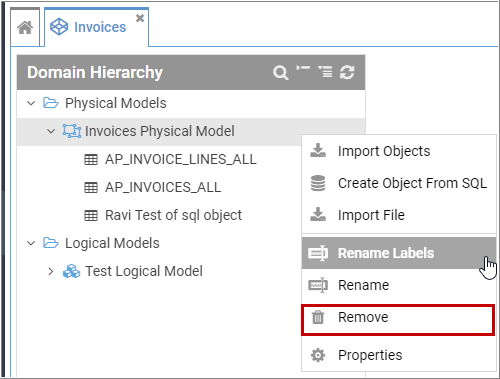 Invoices
Domain Hierarchy
Physical Models
Invoices Physical Model
AP_INVOICE_LINES_ALL
AP_INVOICES_ALL
Ravi Test of sql object
Logical Models
Test Logical Model
Import Objects
Create Object From SQL
Import File
Rename Labels
Rename
Remove
Properties